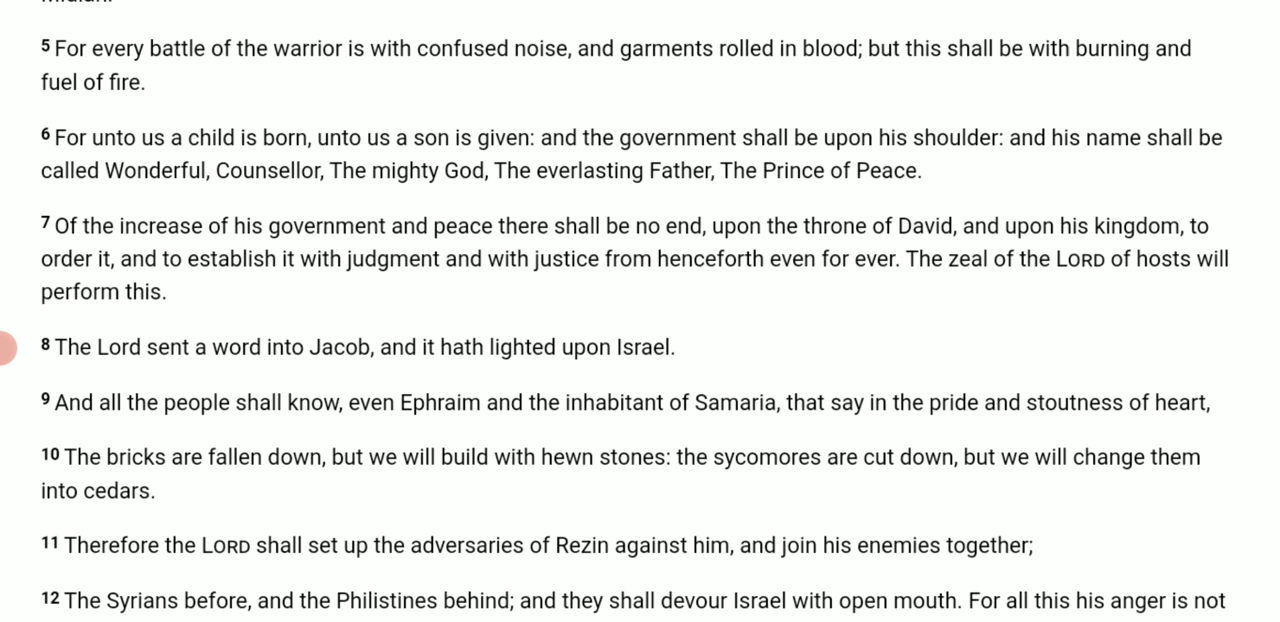 5 For every battle of the warrior is with confused noise, and garments rolled in blood; but this shall be with burning and
fuel of fire.
6 For unto us a child is born, unto us a son is given: and the government shall be upon his shoulder: and his name shall be
called Wonderful, Counsellor, The mighty God, The everlasting Father, The Prince of Peace.
7 Of the increase of his government and peace there shall be no end, upon the throne of David, and upon his kingdom, to
order it, and to establish it with judgment and with justice from henceforth even for ever. The zeal of the LORD of hosts will
perform this.
8 The Lord sent a word into Jacob, and it hath lighted upon Israel.
9 And all the people shall know, even Ephraim and the inhabitant of Samaria, that say in the pride and stoutness of heart,
10 The bricks are fallen down, but we will build with hewn stones: the sycomores are cut down, but we will change them
into cedars.
11 Therefore the LORD shall set up the adversaries of Rezin against him, and join his enemies together;
12 The Syrians before, and the Philistines behind; and they shall devour Israel with open mouth. For all this his anger is not